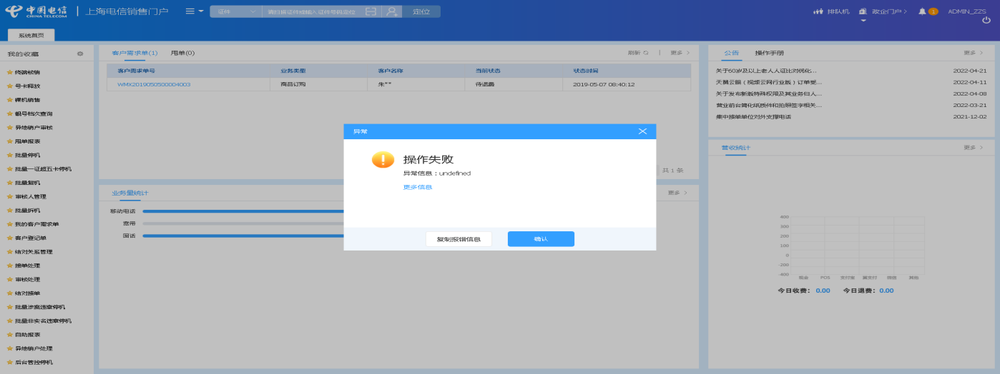 中国电信
CHINA TELECOM
上海电信销售门户
证件
请扫描证件或输入证件号码定位
定位
排队机
政企门户
1
ADMIN_ZZS
系统首页
我的收藏
终端核销
号卡释放
裸机销售
靓号档次查询
异地销户审核
甩单报表
批量停机
批量一证超五卡停机
批量复机
审核人管理
批量拆机
我的客户需求单
客户登记单
结对关系管理
接单处理
审核处理
结对接单
批量涉案违章停机
批量非实名违章停机
自助报表
异地销户处理
后台管控停机
客户需求单(1) 甩单(0)
刷新 | 更多
客户需求单号 业务类型 客户名称 当前状态 状态时间
WMX2019050500004003 商品订购 朱** 待退费 2019-05-07 08:40:12
共 1 条
业务量统计
更多
移动电话
宽带
固话
公告 操作手册
更多
关于60岁及以上老人人证比对优化... 2022-04-21
天翼云眼（视频云网行业版）订单受... 2022-04-11
关于发布新版特殊权限及其业务归人... 2022-04-08
营业前台简化纸质件和拍照签字相关... 2022-03-21
集中接单单位对外支撑电话 2021-12-02
营收统计
更多
400
300
200
100
0
-200
-400
现金 POS 支付宝 翼支付 微信 其他
今日收费： 0.00 今日退费： 0.00
异常
操作失败
异常信息：undefined
更多信息
复制报错信息
确认